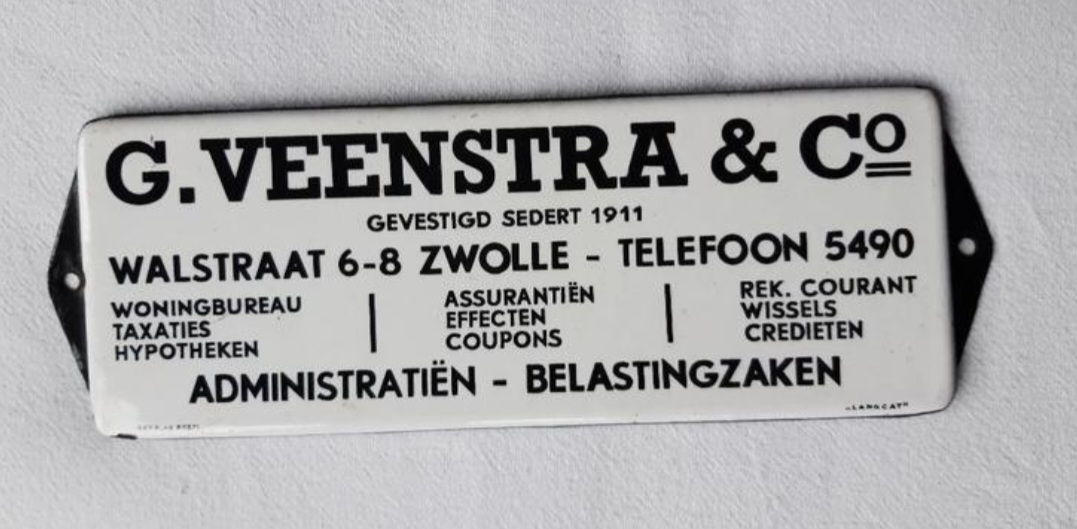 G. VEENSTRA & Cº
GEVESTIGD SEDERT 1911
WALSTRAAT 6-8 ZWOLLE - TELEFOON 5490
WONINGBUREAU
TAXATIES
HYPOTHEKEN
ASSURANTIËN
EFFECTEN
COUPONS
REK. COURANT
WISSELS
CREDIETEN
ADMINISTRATIËN - BELASTINGZAKEN
„LANGCAT"